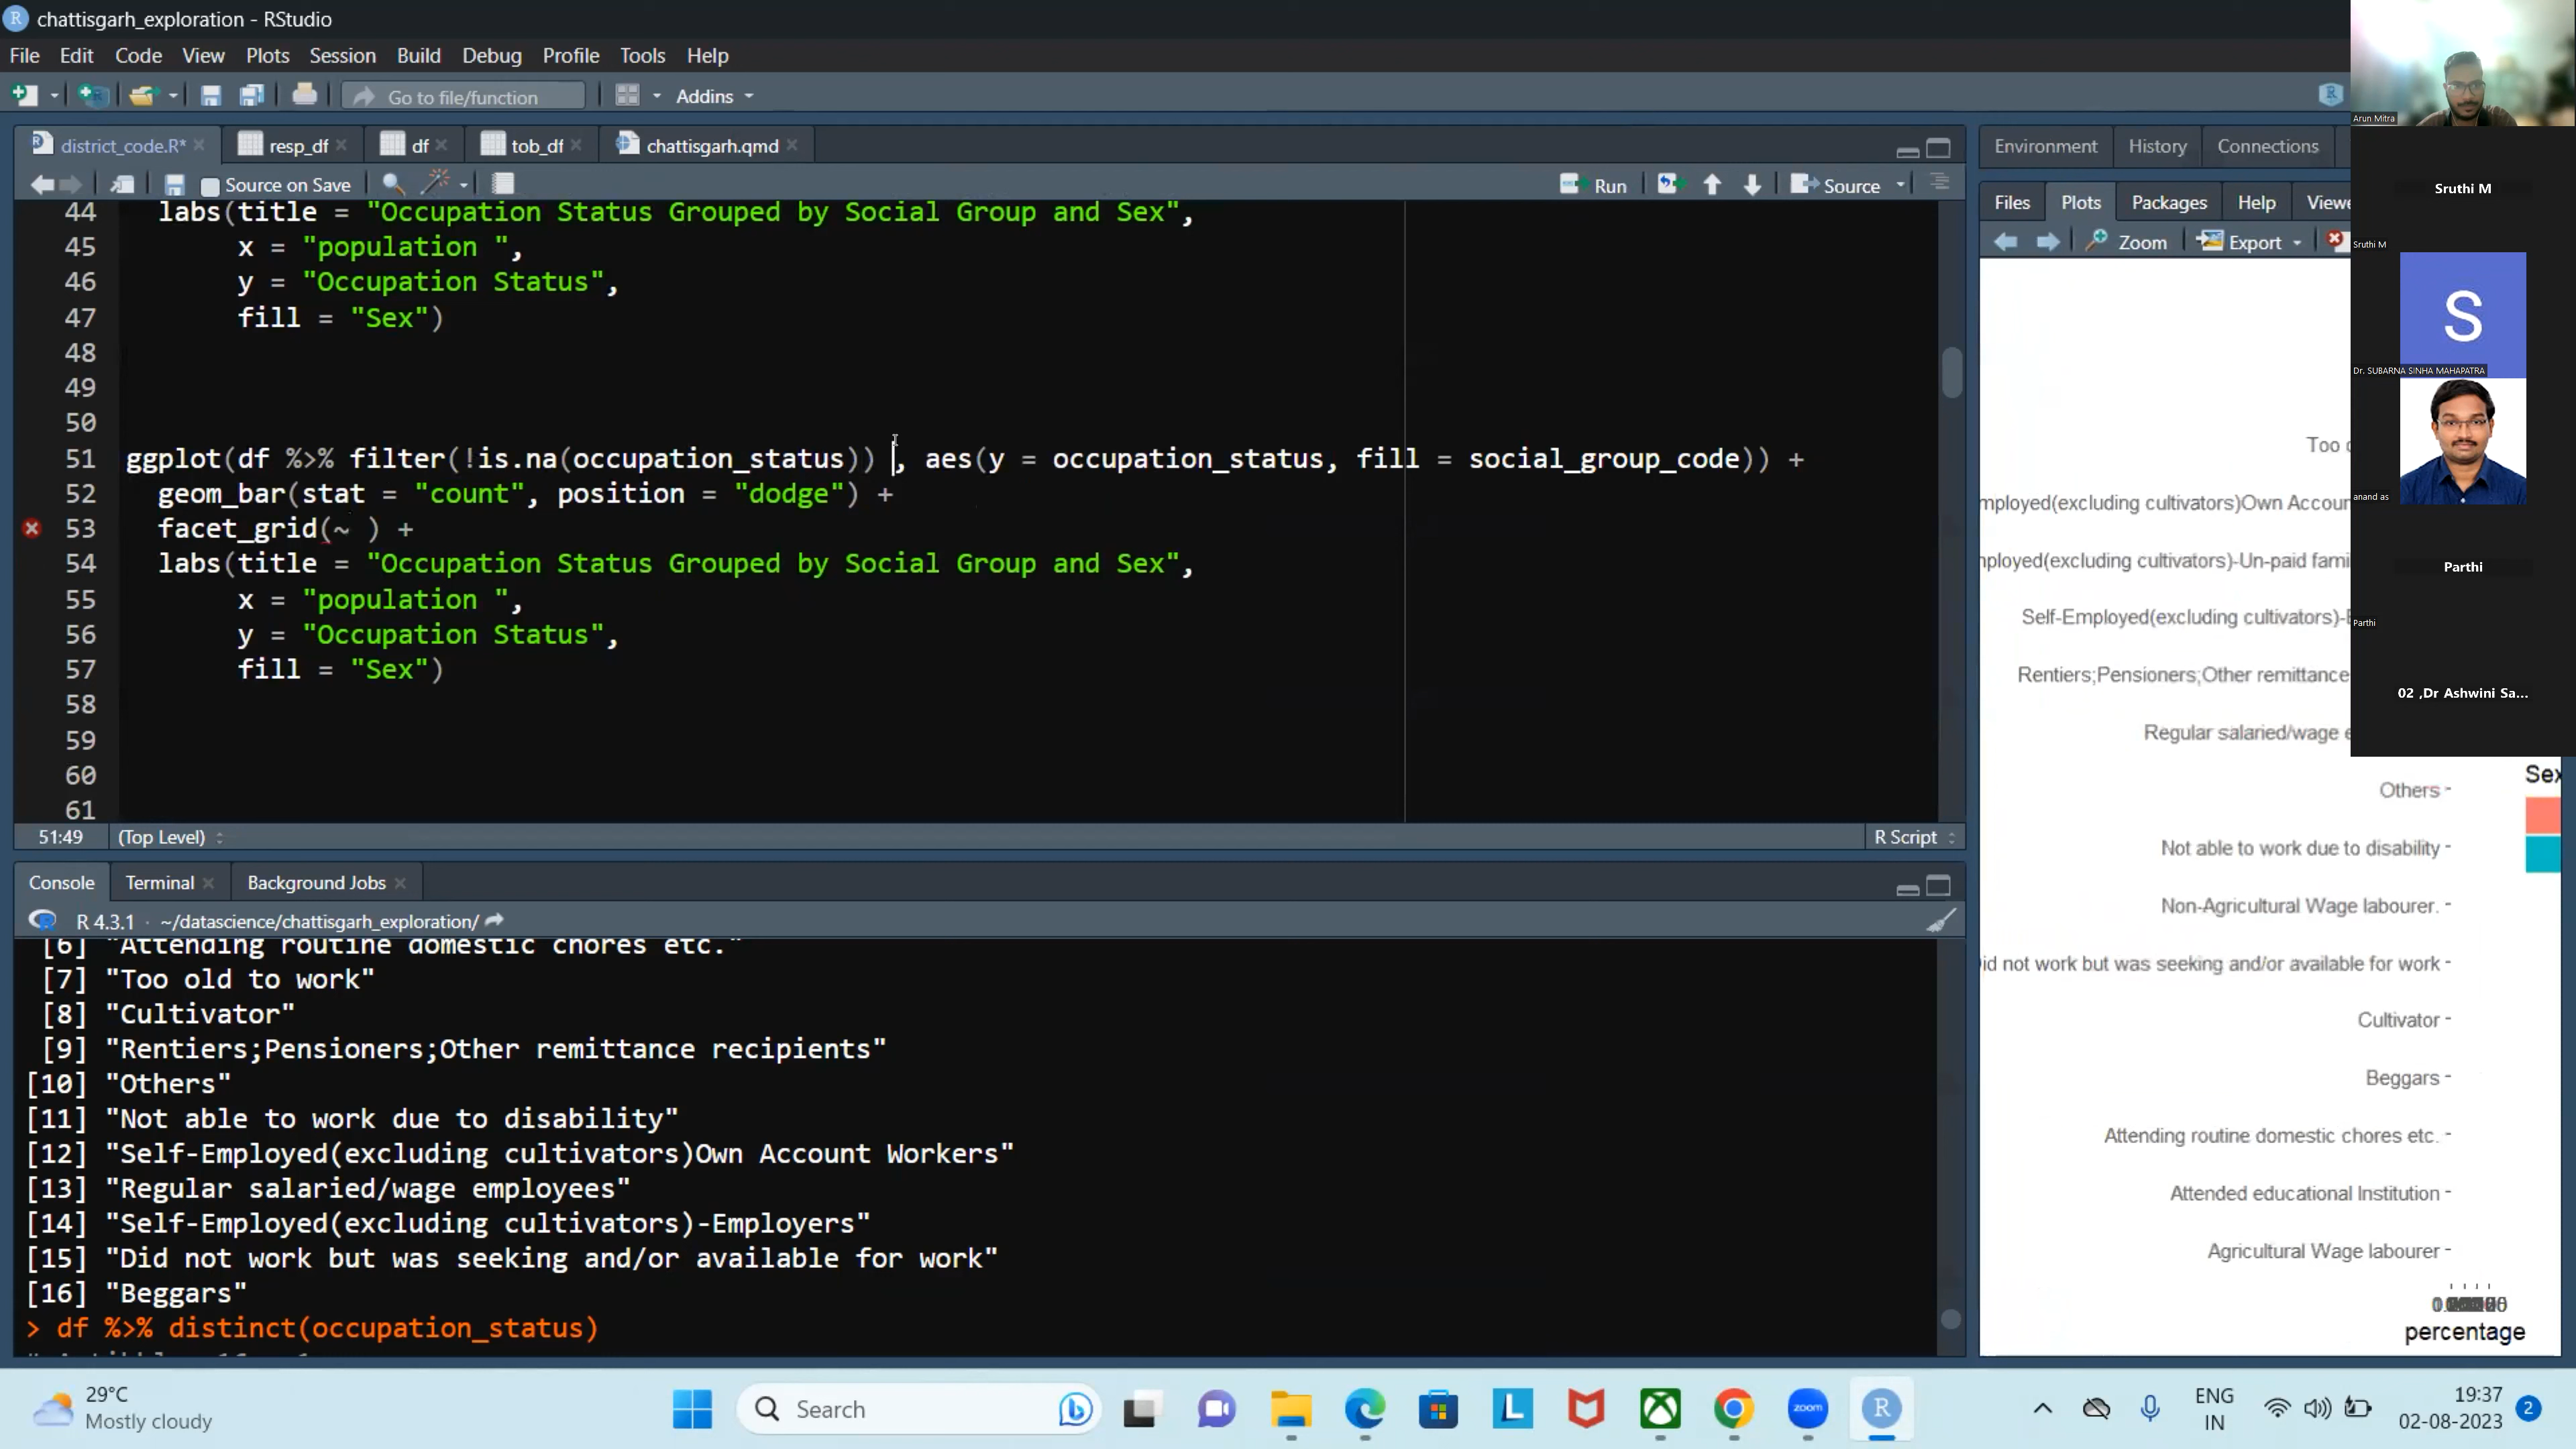 chattisgarh_exploration - RStudio
File Edit Code View Plots Session Build Debug Profile Tools Help
Go to file/function Addins
district_code.R* resp_df df tob_df chattisgarh.qmd
Source on Save Run Source
44 labs(title = "Occupation Status Grouped by Social Group and Sex",
45 x = "population ",
46 y = "Occupation Status",
47 fill = "Sex")
48
49
50
51 ggplot(df %>% filter(!is.na(occupation_status)) , aes(y = occupation_status, fill = social_group_code)) +
52 geom_bar(stat = "count", position = "dodge") +
53 facet_grid(~ ) +
54 labs(title = "Occupation Status Grouped by Social Group and Sex",
55 x = "population ",
56 y = "Occupation Status",
57 fill = "Sex")
58
59
60
61
51:49 (Top Level) R Script
Console Terminal Background Jobs
R 4.3.1 · ~/datascience/chattisgarh_exploration/
[6] "Attending routine domestic chores etc."
[7] "Too old to work"
[8] "Cultivator"
[9] "Rentiers;Pensioners;Other remittance recipients"
[10] "Others"
[11] "Not able to work due to disability"
[12] "Self-Employed(excluding cultivators)Own Account Workers"
[13] "Regular salaried/wage employees"
[14] "Self-Employed(excluding cultivators)-Employers"
[15] "Did not work but was seeking and/or available for work"
[16] "Beggars"
> df %>% distinct(occupation_status)
Environment History Connections
Files Plots Packages Help Viewe
Zoom Export
Too o
mployed(excluding cultivators)Own Accour
nployed(excluding cultivators)-Un-paid fami
Self-Employed(excluding cultivators)-E
Rentiers;Pensioners;Other remittance
Regular salaried/wage e
Others
Not able to work due to disability
Non-Agricultural Wage labourer.
id not work but was seeking and/or available for work
Cultivator
Beggars
Attending routine domestic chores etc.
Attended educational Institution
Agricultural Wage labourer
percentage
Sex
Arun Mitra
Sruthi M
Sruthi M
S
Dr. SUBARNA SINHA MAHAPATRA
anand as
Parthi
Parthi
02 ,Dr Ashwini Sa...
29°C
Mostly cloudy
Search
zoom
ENG
IN
19:37
02-08-2023
2